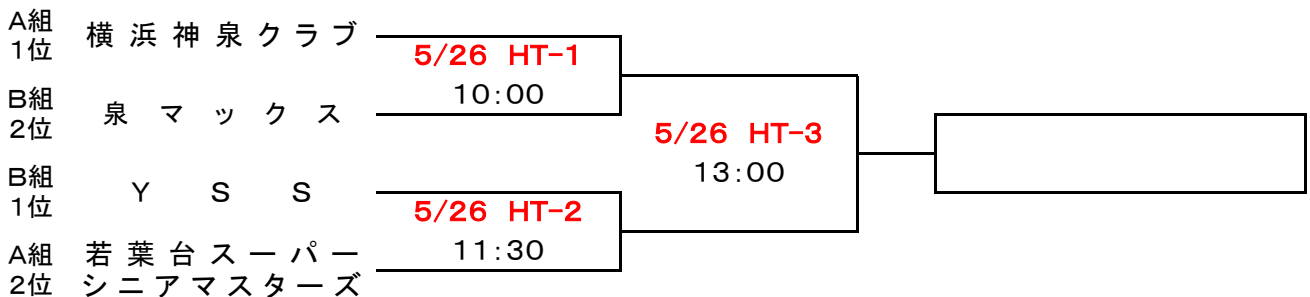 A組
1位
横浜神泉クラブ
5/26 HT-1
10:00
B組
2位
泉マックス
5/26 HT-3
13:00
B組
1位
YSS
5/26 HT-2
11:30
A組
2位
若葉台スーパー
シニアマスターズ